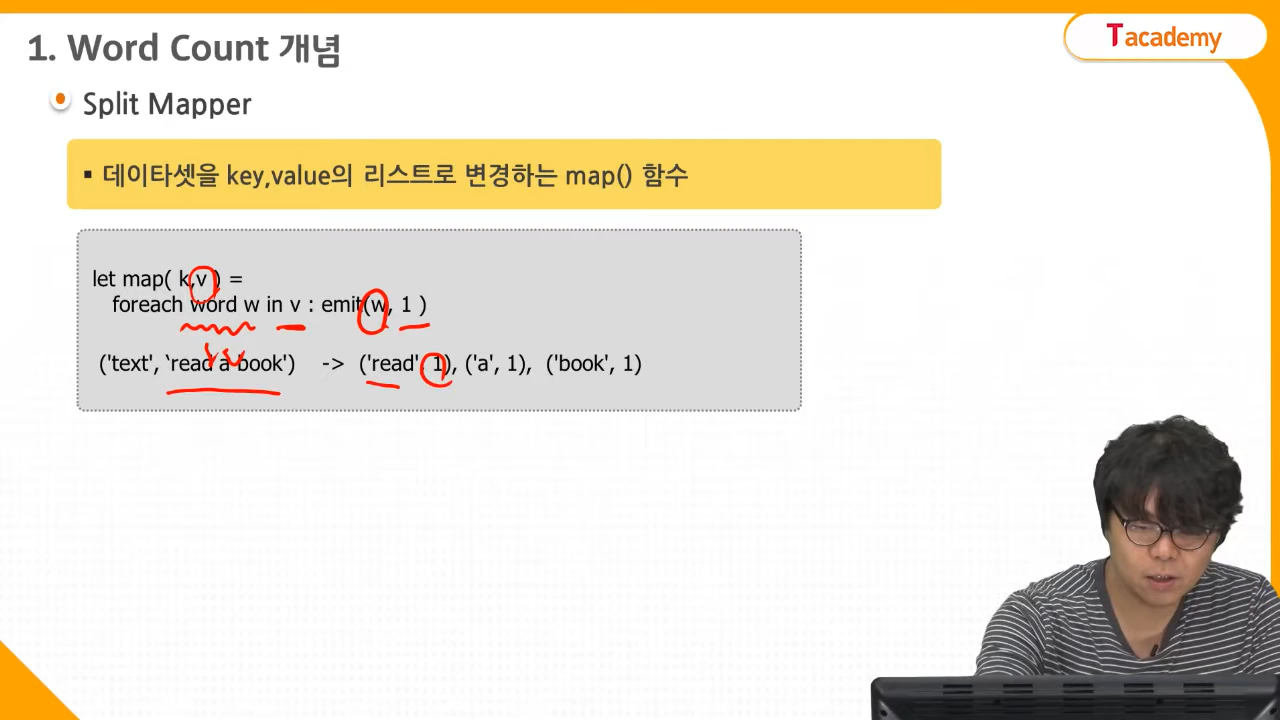 1. Word Count 개념
Tacademy
Split Mapper
▪ 데이타셋을 key,value의 리스트로 변경하는 map() 함수
let map( k,v ) =
foreach word w in v : emit(w, 1 )
('text', 'read a book') -> ('read', 1), ('a', 1), ('book', 1)